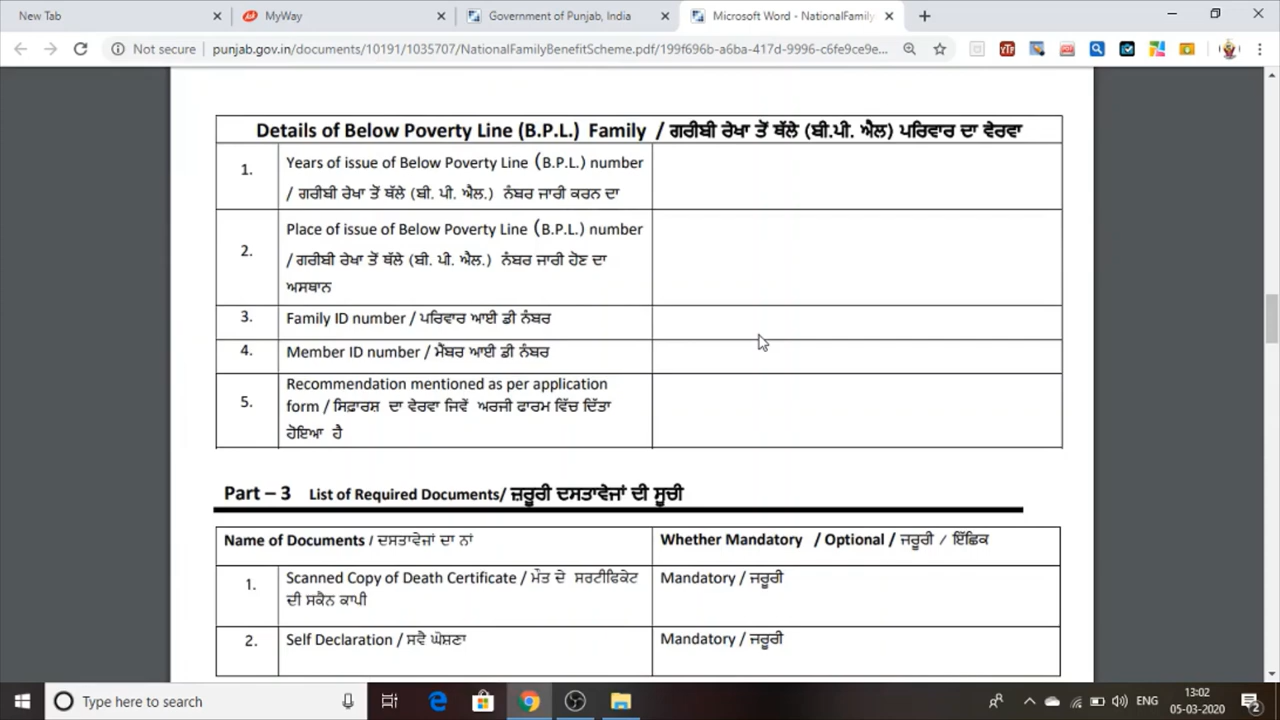 New Tab
MyWay
Government of Punjab, India
Microsoft Word - NationalFamily
Not secure
punjab.gov.in/documents/10191/1035707/NationalFamilyBenefitScheme.pdf/199f696b-a6ba-417d-9996-c6fe9ce9e...
Details of Below Poverty Line (B.P.L.) Family / ਗਰੀਬੀ ਰੇਖਾ ਤੋਂ ਥੱਲੇ (ਬੀ.ਪੀ. ਐਲ) ਪਰਿਵਾਰ ਦਾ ਵੇਰਵਾ
1.
Years of issue of Below Poverty Line (B.P.L.) number
/ ਗਰੀਬੀ ਰੇਖਾ ਤੋਂ ਥੱਲੇ (ਬੀ. ਪੀ. ਐਲ.) ਨੰਬਰ ਜਾਰੀ ਕਰਨ ਦਾ
2.
Place of issue of Below Poverty Line (B.P.L.) number
/ ਗਰੀਬੀ ਰੇਖਾ ਤੋਂ ਥੱਲੇ (ਬੀ. ਪੀ. ਐਲ.) ਨੰਬਰ ਜਾਰੀ ਹੋਣ ਦਾ
ਅਸਥਾਨ
3.
Family ID number / ਪਰਿਵਾਰ ਆਈ ਡੀ ਨੰਬਰ
4.
Member ID number / ਮੈਂਬਰ ਆਈ ਡੀ ਨੰਬਰ
5.
Recommendation mentioned as per application
form / ਸਿਫ਼ਾਰਸ਼ ਦਾ ਵੇਰਵਾ ਜਿਵੇਂ ਅਰਜੀ ਫਾਰਮ ਵਿੱਚ ਦਿੱਤਾ
ਹੋਇਆ ਹੈ
Part – 3 List of Required Documents/ ਜ਼ਰੂਰੀ ਦਸਤਾਵੇਜਾਂ ਦੀ ਸੂਚੀ
Name of Documents / ਦਸਤਾਵੇਜਾਂ ਦਾ ਨਾਂ
Whether Mandatory / Optional / ਜਰੂਰੀ / ਇੱਛਿਕ
1.
Scanned Copy of Death Certificate / ਮੌਤ ਦੇ ਸਰਟੀਫਿਕੇਟ
ਦੀ ਸਕੈਨ ਕਾਪੀ
Mandatory / ਜਰੂਰੀ
2.
Self Declaration / ਸਵੈ ਘੋਸ਼ਣਾ
Mandatory / ਜਰੂਰੀ
Type here to search
ENG
13:02
05-03-2020
2